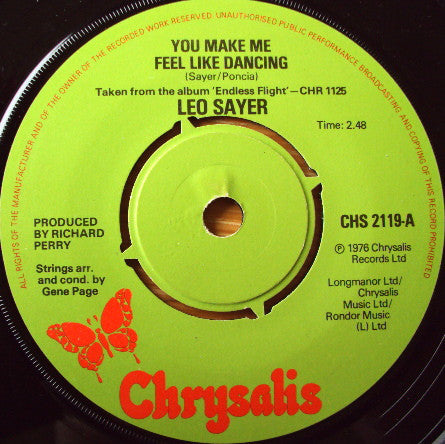 ALL RIGHTS OF THE MANUFACTURER AND OF THE OWNER OF THE RECORDED WORK RESERVED. UNAUTHORISED PUBLIC PERFORMANCE, BROADCASTING AND COPYING OF THIS RECORD PROHIBITED.
YOU MAKE ME
FEEL LIKE DANCING
(Sayer/Poncia)
Taken from the album 'Endless Flight'—CHR 1125
LEO SAYER
Time: 2.48
PRODUCED
BY RICHARD
PERRY
Strings arr.
and cond. by
Gene Page
CHS 2119-A
℗ 1976 Chrysalis
Records Ltd
Longmanor Ltd/
Chrysalis
Music Ltd/
Rondor Music
(L) Ltd
Chrysalis